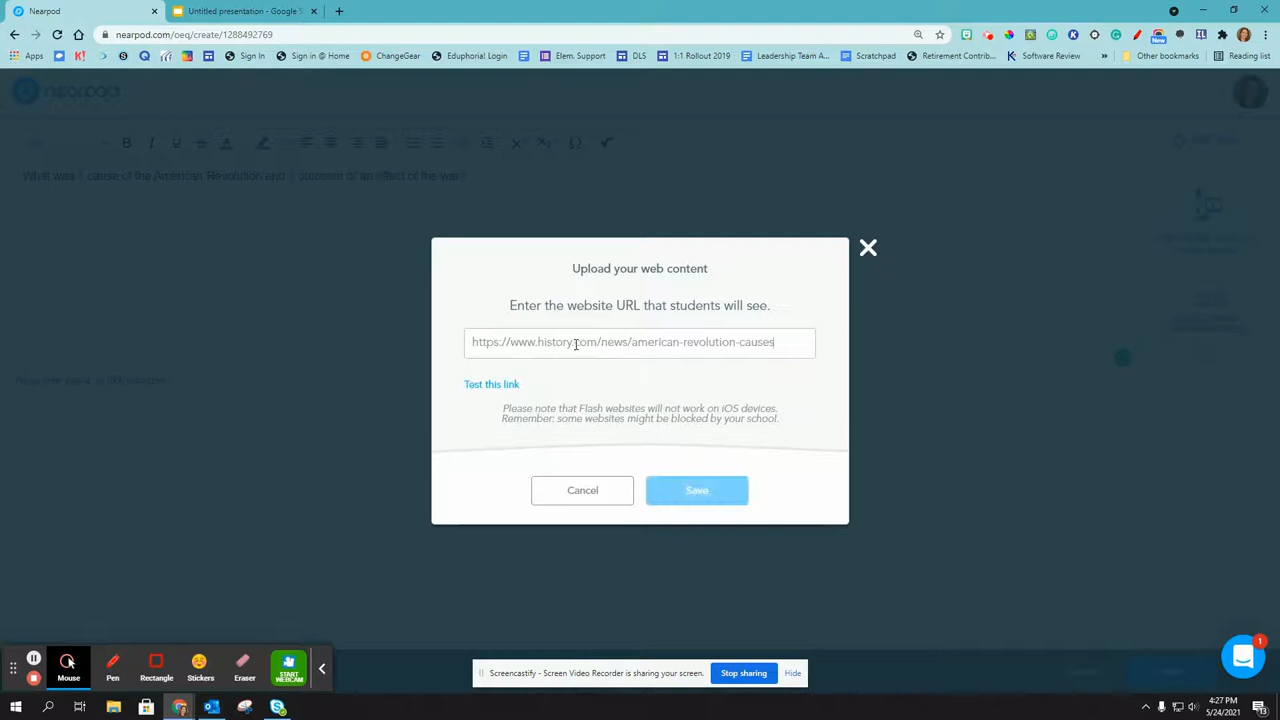 Nearpod
Untitled presentation - Google S
nearpod.com/oeq/create/1288492769
New
Apps
Sign In
Sign in @ Home
ChangeGear
Eduphoria! Login
Elem. Support
DLS
1:1 Rollout 2019
Leadership Team A...
Scratchpad
Retirement Contrib...
Software Review
»
Other bookmarks
Reading list
nearpod
What was 1 cause of the American Revolution and 1 outcome or an effect of the war?
Upload your web content
Enter the website URL that students will see.
https://www.history.com/news/american-revolution-causes
Test this link
Please note that Flash websites will not work on iOS devices.
Remember: some websites might be blocked by your school.
Cancel
Save
1
Mouse
Pen
Rectangle
Stickers
Eraser
START
WEBCAM
Screencastify - Screen Video Recorder is sharing your screen.
Stop sharing
Hide
4:27 PM
5/24/2021